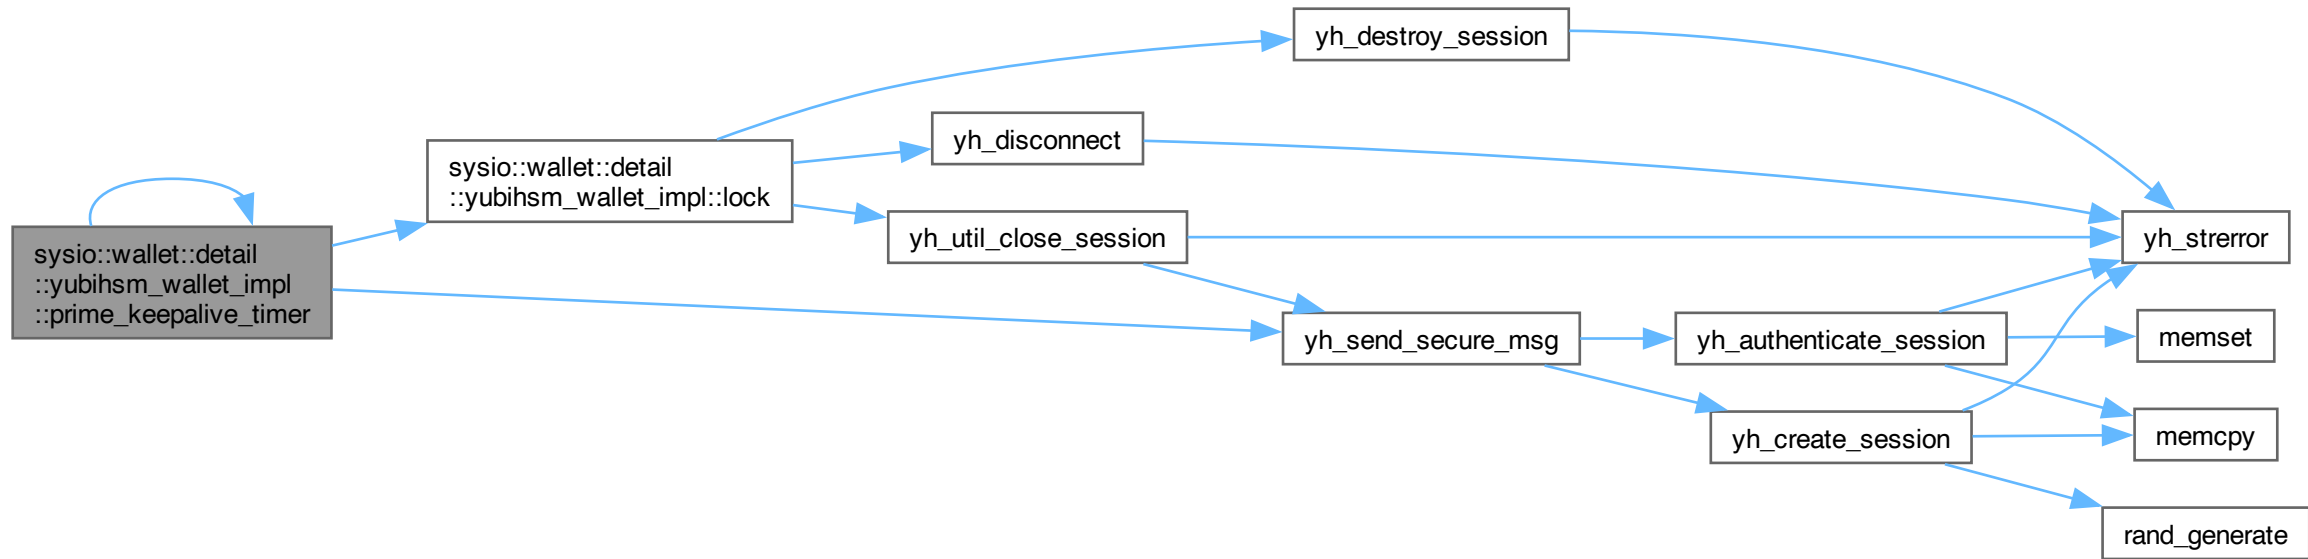 sysio::wallet::detail
::yubihsm_wallet_impl
::prime_keepalive_timer
sysio::wallet::detail
::yubihsm_wallet_impl::lock
yh_destroy_session
yh_disconnect
yh_util_close_session
yh_send_secure_msg
yh_authenticate_session
yh_create_session
yh_strerror
memset
memcpy
rand_generate